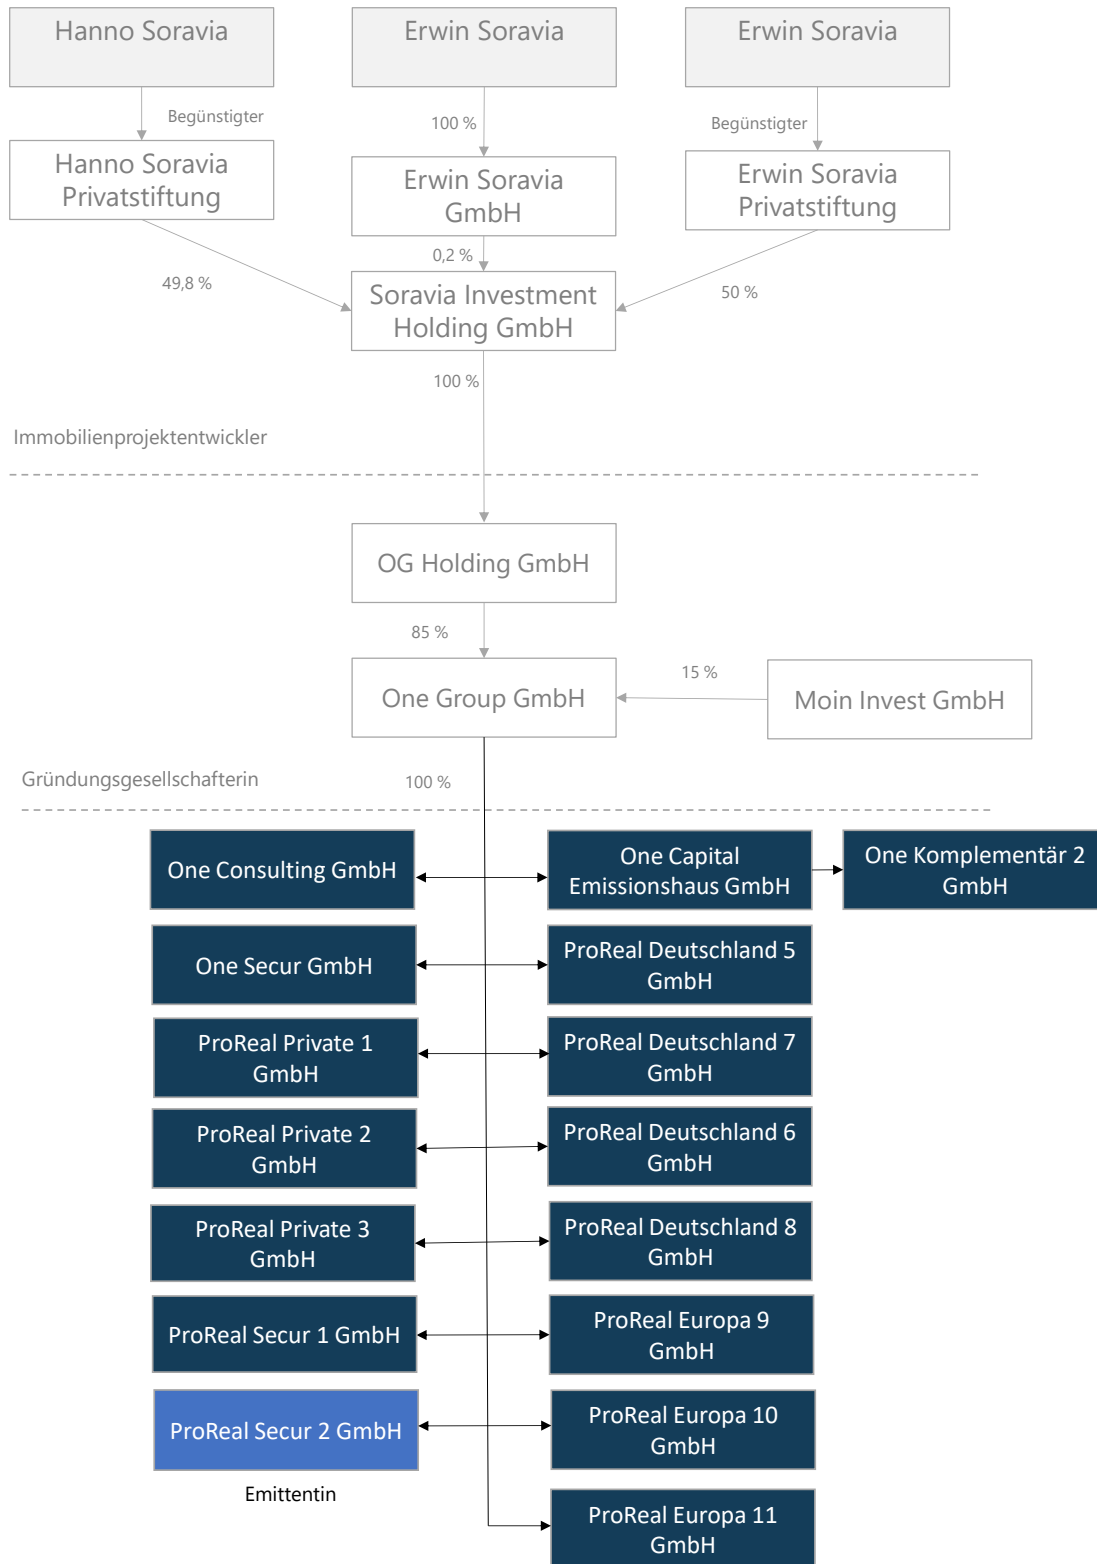 Hanno Soravia
Erwin Soravia
Erwin Soravia
Begünstigter
100 %
Begünstigter
Hanno Soravia
Privatstiftung
Erwin Soravia
GmbH
Erwin Soravia
Privatstiftung
49,8 %
0,2 %
50 %
Soravia Investment
Holding GmbH
100 %
Immobilienprojektentwickler
OG Holding GmbH
85 %
One Group GmbH
15 %
Moin Invest GmbH
Gründungsgesellschafterin
100 %
One Consulting GmbH
One Capital
Emissionshaus GmbH
One Komplementär 2
GmbH
One Secur GmbH
ProReal Deutschland 5
GmbH
ProReal Private 1
GmbH
ProReal Deutschland 7
GmbH
ProReal Private 2
GmbH
ProReal Deutschland 6
GmbH
ProReal Private 3
GmbH
ProReal Deutschland 8
GmbH
ProReal Secur 1 GmbH
ProReal Europa 9
GmbH
ProReal Secur 2 GmbH
ProReal Europa 10
GmbH
Emittentin
ProReal Europa 11
GmbH